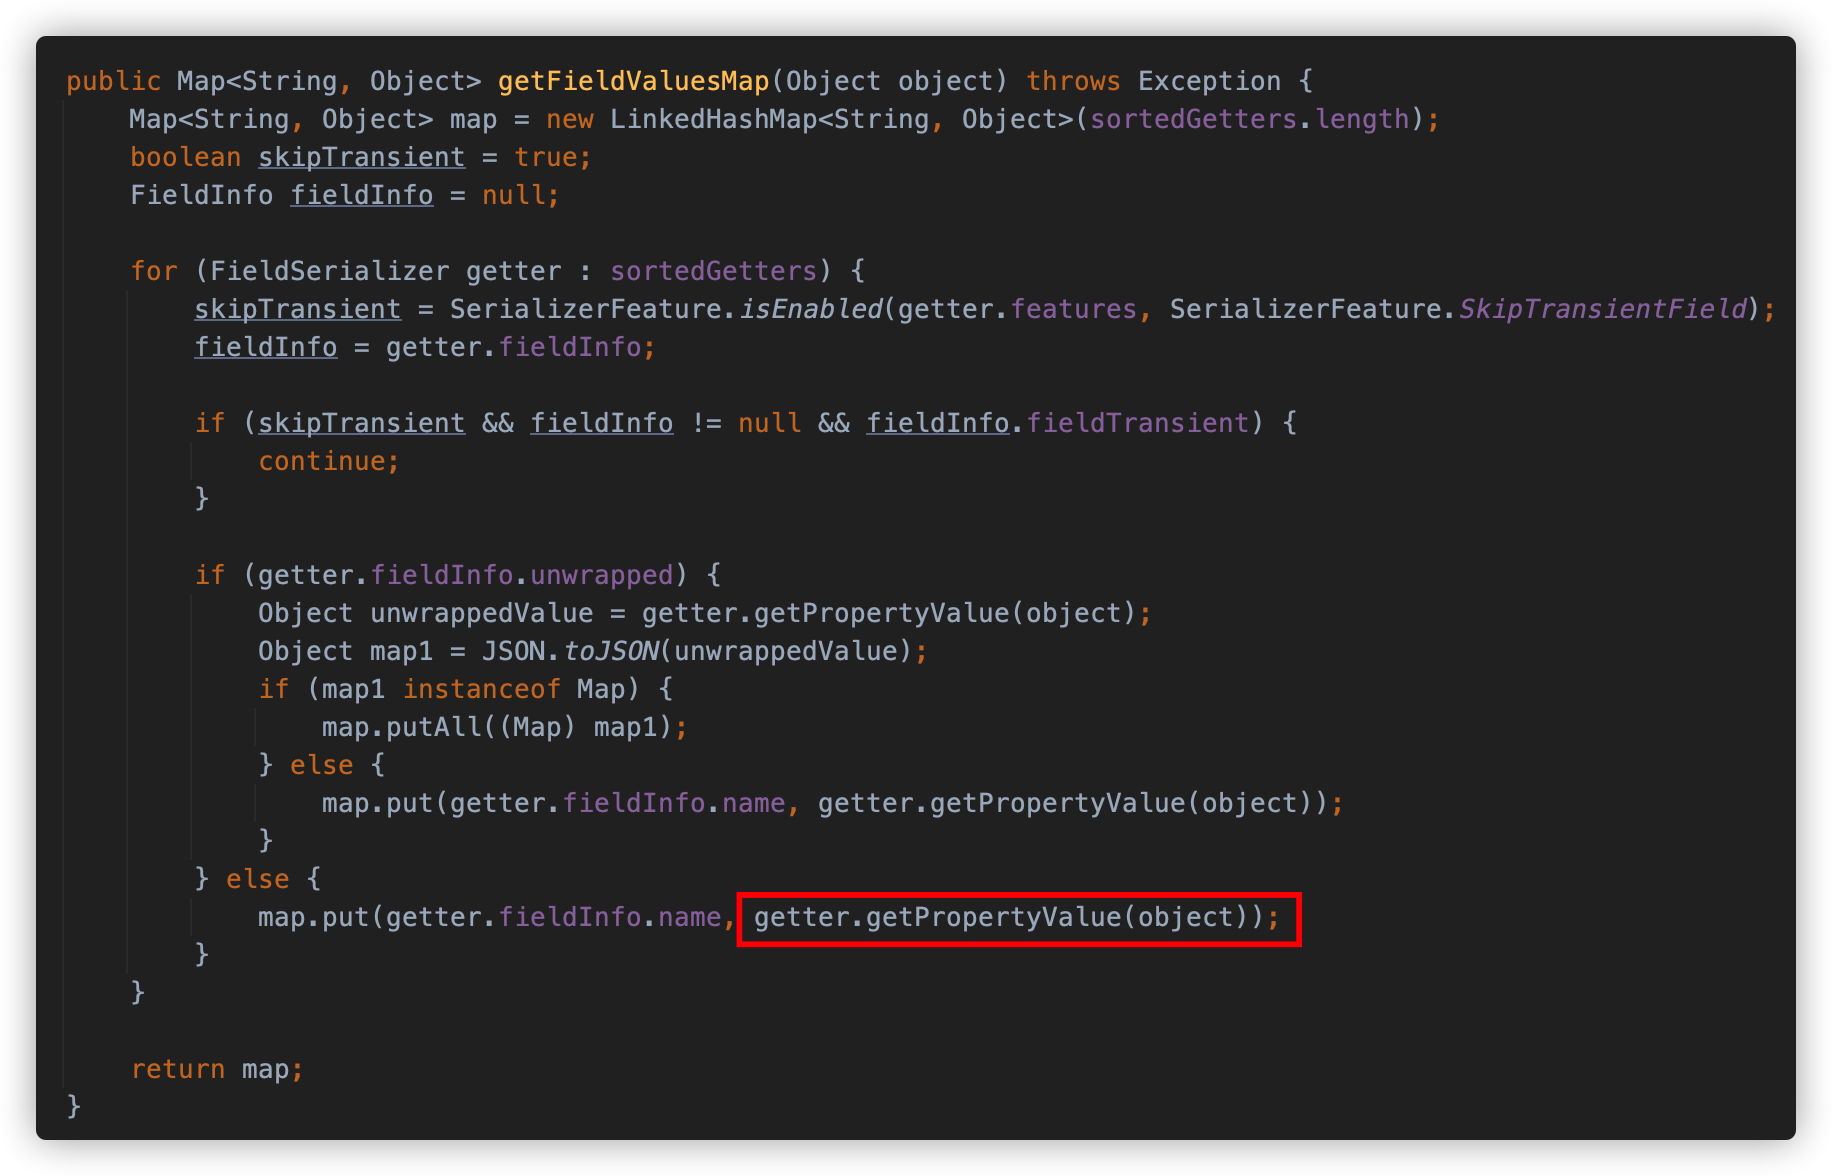 public Map<String, Object> getFieldValuesMap(Object object) throws Exception {
    Map<String, Object> map = new LinkedHashMap<String, Object>(sortedGetters.length);
    boolean skipTransient = true;
    FieldInfo fieldInfo = null;

    for (FieldSerializer getter : sortedGetters) {
        skipTransient = SerializerFeature.isEnabled(getter.features, SerializerFeature.SkipTransientField);
        fieldInfo = getter.fieldInfo;

        if (skipTransient && fieldInfo != null && fieldInfo.fieldTransient) {
            continue;
        }

        if (getter.fieldInfo.unwrapped) {
            Object unwrappedValue = getter.getPropertyValue(object);
            Object map1 = JSON.toJSON(unwrappedValue);
            if (map1 instanceof Map) {
                map.putAll((Map) map1);
            } else {
                map.put(getter.fieldInfo.name, getter.getPropertyValue(object));
            }
        } else {
            map.put(getter.fieldInfo.name, getter.getPropertyValue(object));
        }
    }

    return map;
}